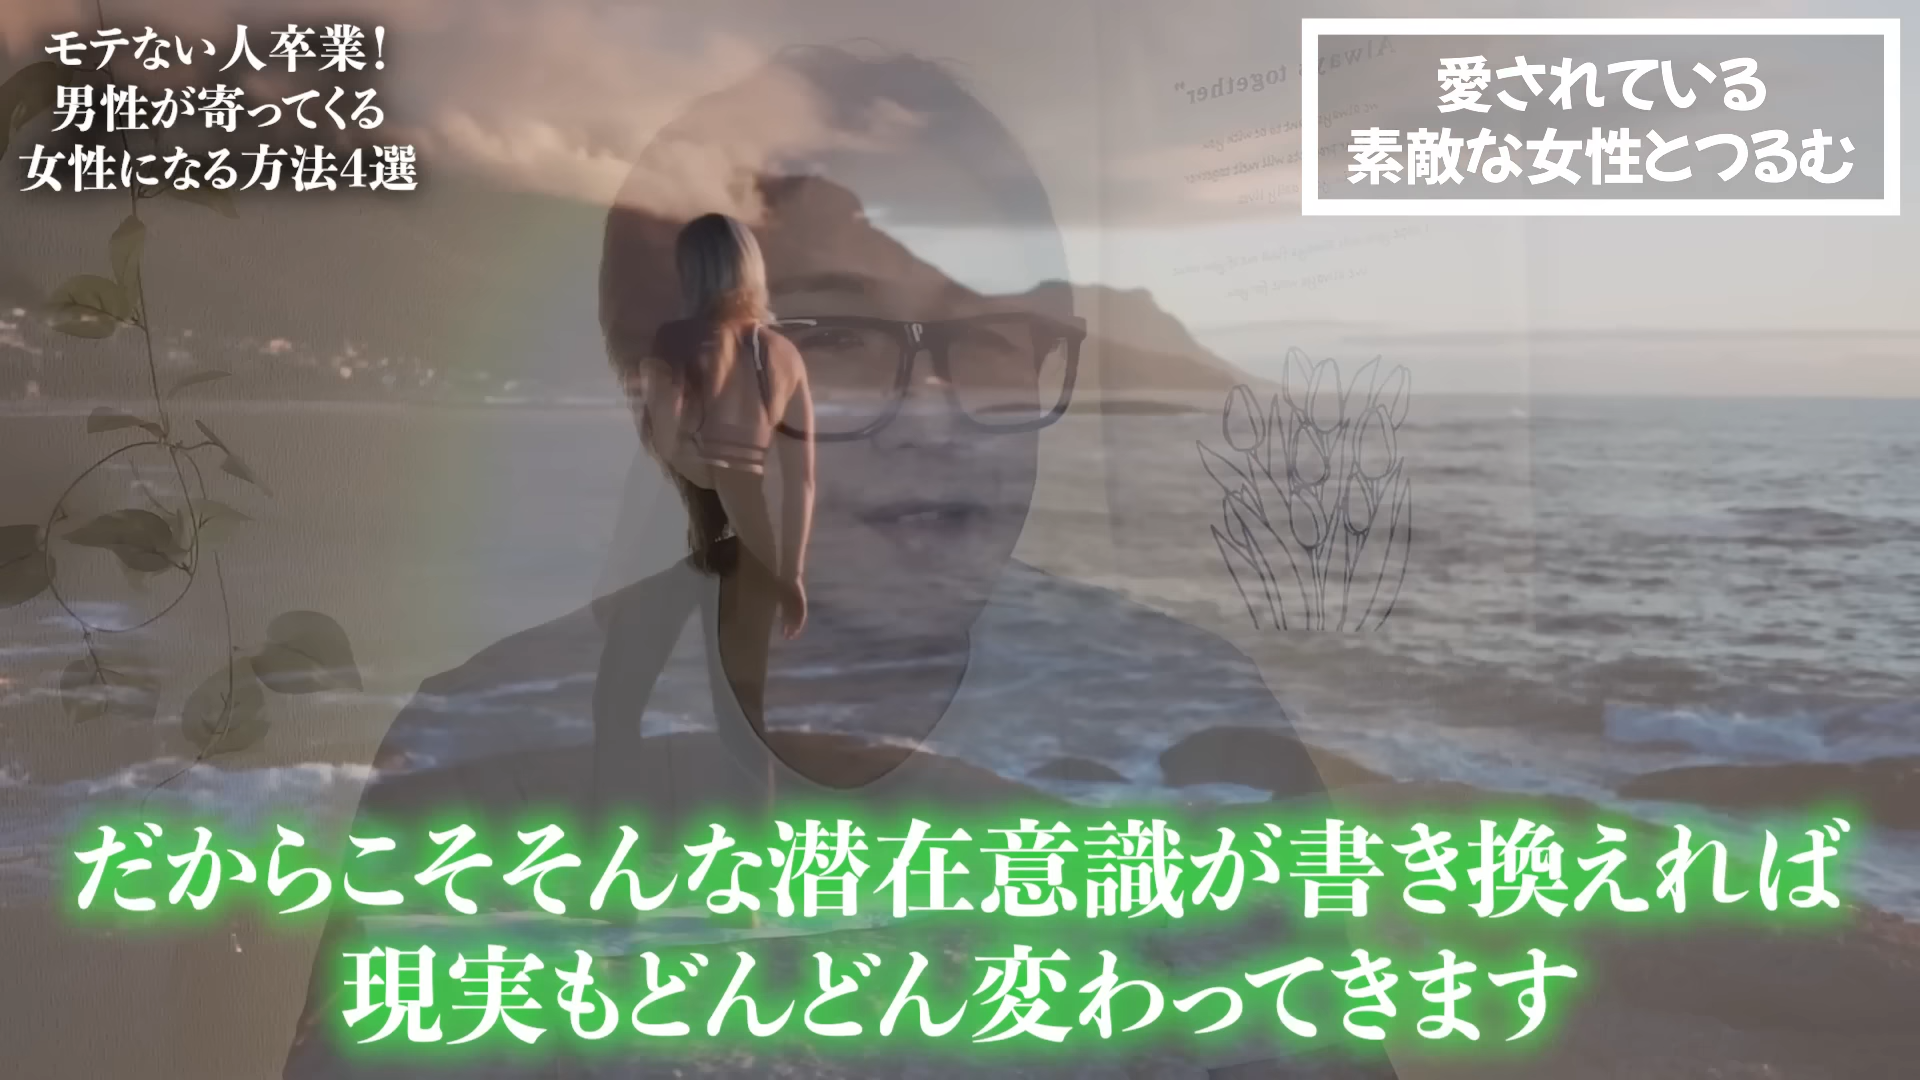 モテない人卒業！
男性が寄ってくる
女性になる方法4選
愛されている
素敵な女性とつるむ
Always together"
だからこそそんな潜在意識が書き換えれば
現実もどんどん変わってきます